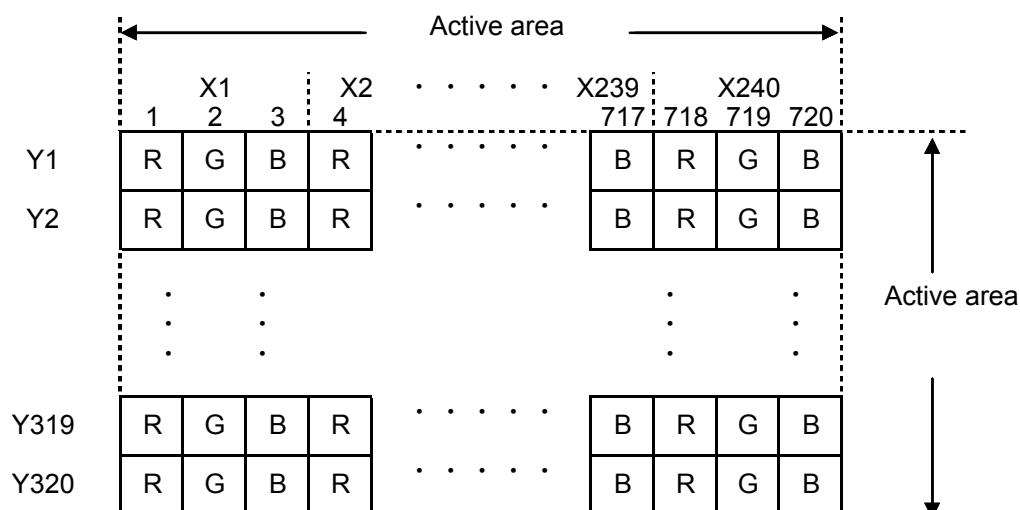 Active area
X1 X2 · · · · · X239 X240
1 2 3 4 717 718 719 720
Y1 R G B R · · · · · B R G B
Y2 R G B R · · · · · B R G B
Active area
Y319 R G B R · · · · · B R G B
Y320 R G B R · · · · · B R G B